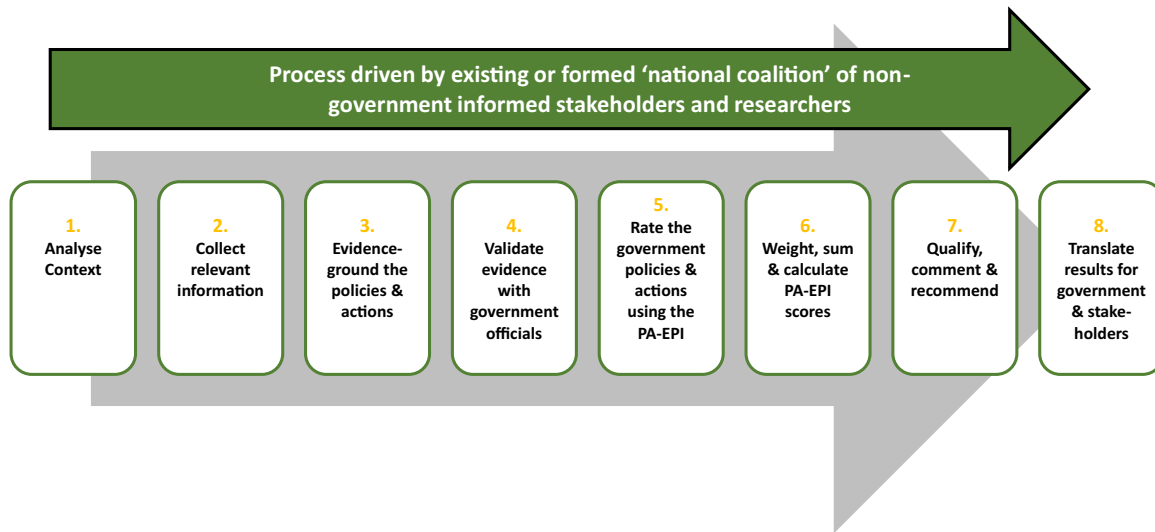 Process driven by existing or formed ‘national coalition’ of non-
government informed stakeholders and researchers
1.
Analyse
Context
2.
Collect
relevant
information
3.
Evidence-
ground the
policies &
actions
4.
Validate
evidence
with
government
officials
5.
Rate the
government
policies &
actions
using the
PA-EPI
6.
Weight, sum
& calculate
PA-EPI
scores
7.
Qualify,
comment &
recommend
8.
Translate
results for
government
& stake-
holders